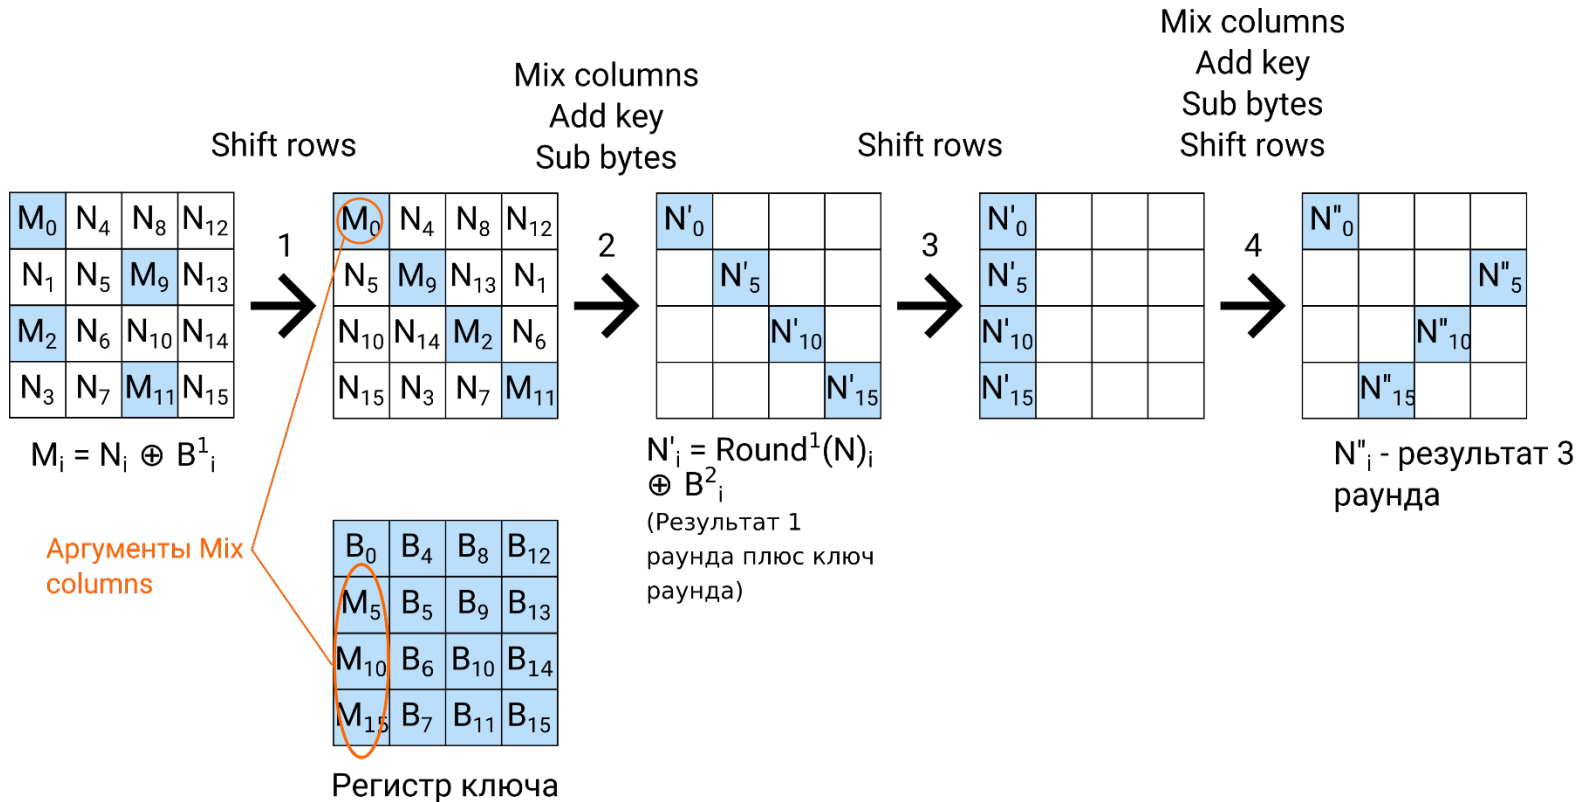 Mix columns
Add key
Sub bytes
Shift rows
Mix columns
Add key
Sub bytes
Shift rows
Shift rows
1
2
3
4
M₀ N₄ N₈ N₁₂
N₁ N₅ M₉ N₁₃
M₂ N₆ N₁₀ N₁₄
N₃ N₇ M₁₁ N₁₅
Mᵢ = Nᵢ ⊕ B¹ᵢ
M₀ N₄ N₈ N₁₂
N₅ M₉ N₁₃ N₁
N₁₀ N₁₄ M₂ N₆
N₁₅ N₃ N₇ M₁₁
N'₀
N'₅
N'₁₀
N'₁₅
N'ᵢ = Round¹(N)ᵢ
⊕ B²ᵢ
(Результат 1
раунда плюс ключ
раунда)
N'₀
N'₅
N'₁₀
N'₁₅
N"₀
N"₅
N"₁₀
N"₁₅
N"ᵢ - результат 3
раунда
Аргументы Mix
columns
B₀ B₄ B₈ B₁₂
M₅ B₅ B₉ B₁₃
M₁₀ B₆ B₁₀ B₁₄
M₁₅ B₇ B₁₁ B₁₅
Регистр ключа